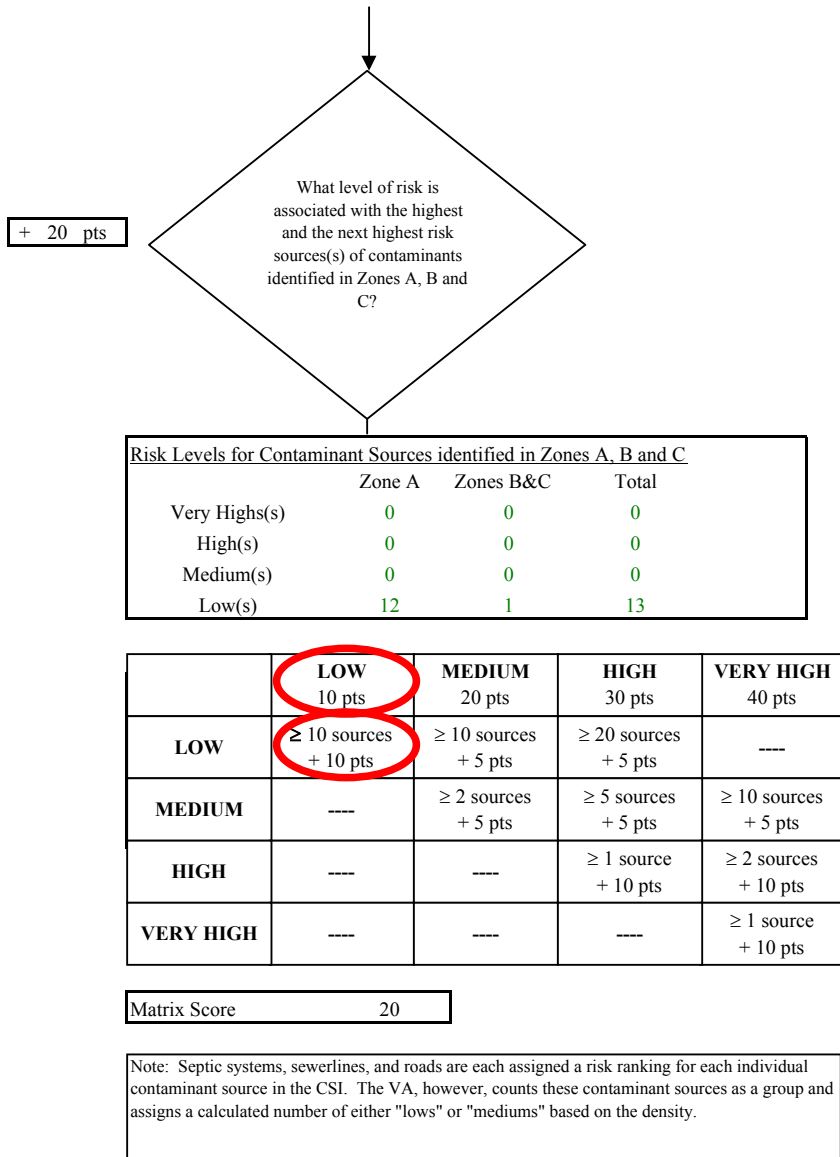 What level of risk is
associated with the highest
and the next highest risk
sources(s) of contaminants
identified in Zones A, B and
C?
+ 20 pts
Risk Levels for Contaminant Sources identified in Zones A, B and C
Zone A Zones B&C Total
Very Highs(s) 0 0 0
High(s) 0 0 0
Medium(s) 0 0 0
Low(s) 12 1 13
LOW MEDIUM HIGH VERY HIGH
10 pts 20 pts 30 pts 40 pts
LOW ≥ 10 sources ≥ 10 sources ≥ 20 sources ----
+ 10 pts + 5 pts + 5 pts
MEDIUM ---- ≥ 2 sources ≥ 5 sources ≥ 10 sources
+ 5 pts + 5 pts + 5 pts
HIGH ---- ---- ≥ 1 source ≥ 2 sources
+ 10 pts + 10 pts
VERY HIGH ---- ---- ---- ≥ 1 source
+ 10 pts
Matrix Score 20
Note: Septic systems, sewerlines, and roads are each assigned a risk ranking for each individual
contaminant source in the CSI. The VA, however, counts these contaminant sources as a group and
assigns a calculated number of either "lows" or "mediums" based on the density.